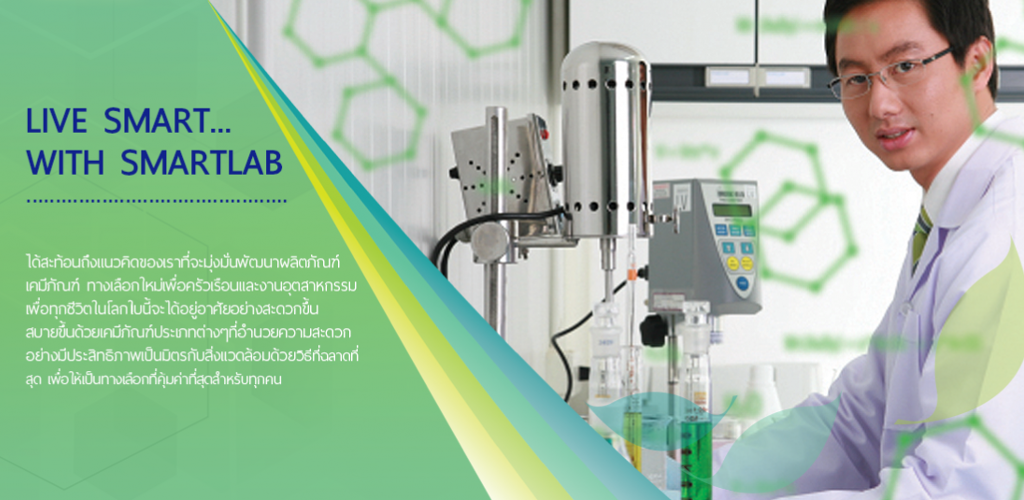 LIVE SMART...
WITH SMARTLAB
ได้สะท้อนถึงแนวคิดของเราที่จะมุ่งมั่นพัฒนาผลิตภัณฑ์
เคมีภัณฑ์ ทางเลือกใหม่เพื่อครัวเรือนและงานอุตสาหกรรม
เพื่อทุกชีวิตในโลกใบนี้จะได้อยู่อาศัยอย่างสะดวกขึ้น
สบายขึ้นด้วยเคมีภัณฑ์ประเภทต่างๆที่อำนวยความสะดวก
อย่างมีประสิทธิภาพเป็นมิตรกับสิ่งแวดล้อมด้วยวิธีที่ฉลาดที่
สุด เพื่อให้เป็นทางเลือกที่คุ้มค่าที่สุดสำหรับทุกคน